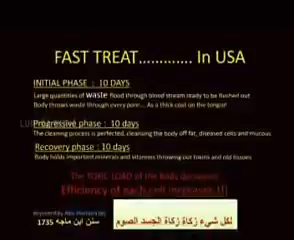 FAST TREAT............. In USA
INITIAL PHASE : 10 DAYS
Large quantities of waste flood through blood stream ready to be flushed out
Body throws waste through every pore... As a thick coat on the tongue!
Progressive phase : 10 days
The cleaning process is perfected, cleansing the body off fat, diseased cells and mucous
Recovery phase : 10 days
Body holds important minerals and vitamins throwing out toxins and old tissues
The TOXIC LOAD of the Body decreases
Efficiency of each cell increases !!!
سنن ابن ماجه 1735
لكل شيء زكاة زكاة الجسد الصوم